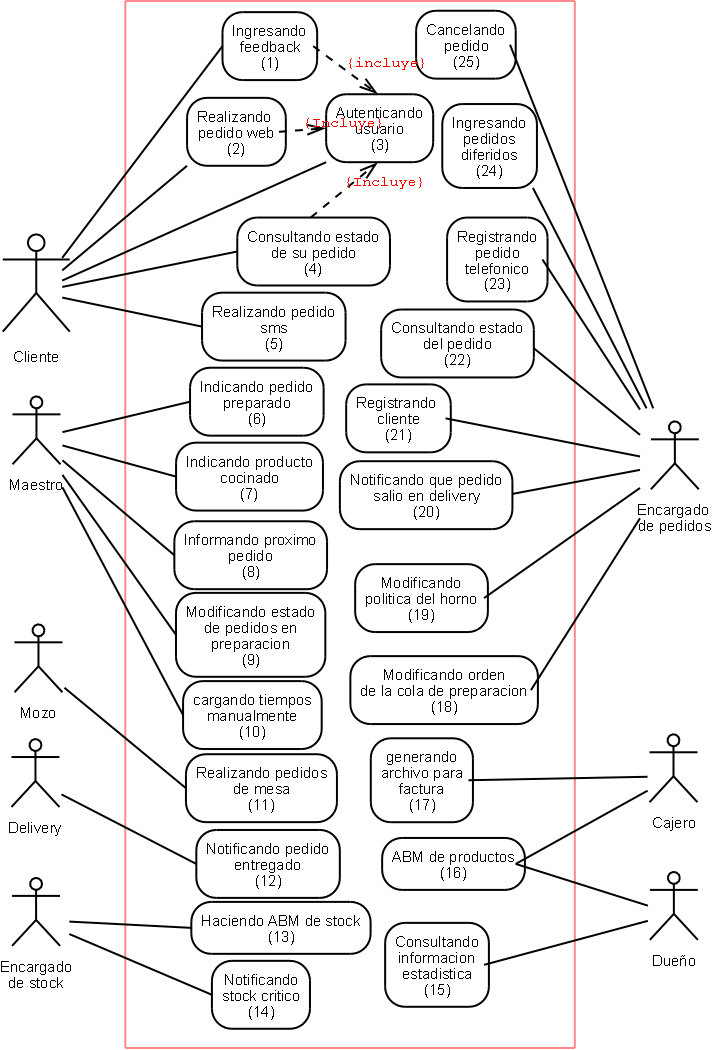 Ingresando
feedback
(1)
{incluye}
Cancelando
pedido
(25)
Realizando
pedido web
(2)
{Incluye}
Autenticando
usuario
(3)
Ingresando
pedidos
diferidos
(24)
{Incluye}
Consultando estado
de su pedido
(4)
Registrando
pedido
telefonico
(23)
Cliente
Realizando pedido
sms
(5)
Consultando estado
del pedido
(22)
Maestro
Indicando pedido
preparado
(6)
Registrando
cliente
(21)
Indicando producto
cocinado
(7)
Notificando que pedido
salio en delivery
(20)
Encargado
de pedidos
Informando proximo
pedido
(8)
Modificando
politica del horno
(19)
Modificando estado
de pedidos en
preparacion
(9)
Modificando orden
de la cola de preparacion
(18)
cargando tiempos
manualmente
(10)
Mozo
Realizando pedidos
de mesa
(11)
generando
archivo para
factura
(17)
Cajero
Delivery
Notificando pedido
entregado
(12)
ABM de productos
(16)
Haciendo ABM de stock
(13)
Consultando
informacion
estadistica
(15)
Dueño
Encargado
de stock
Notificando
stock critico
(14)